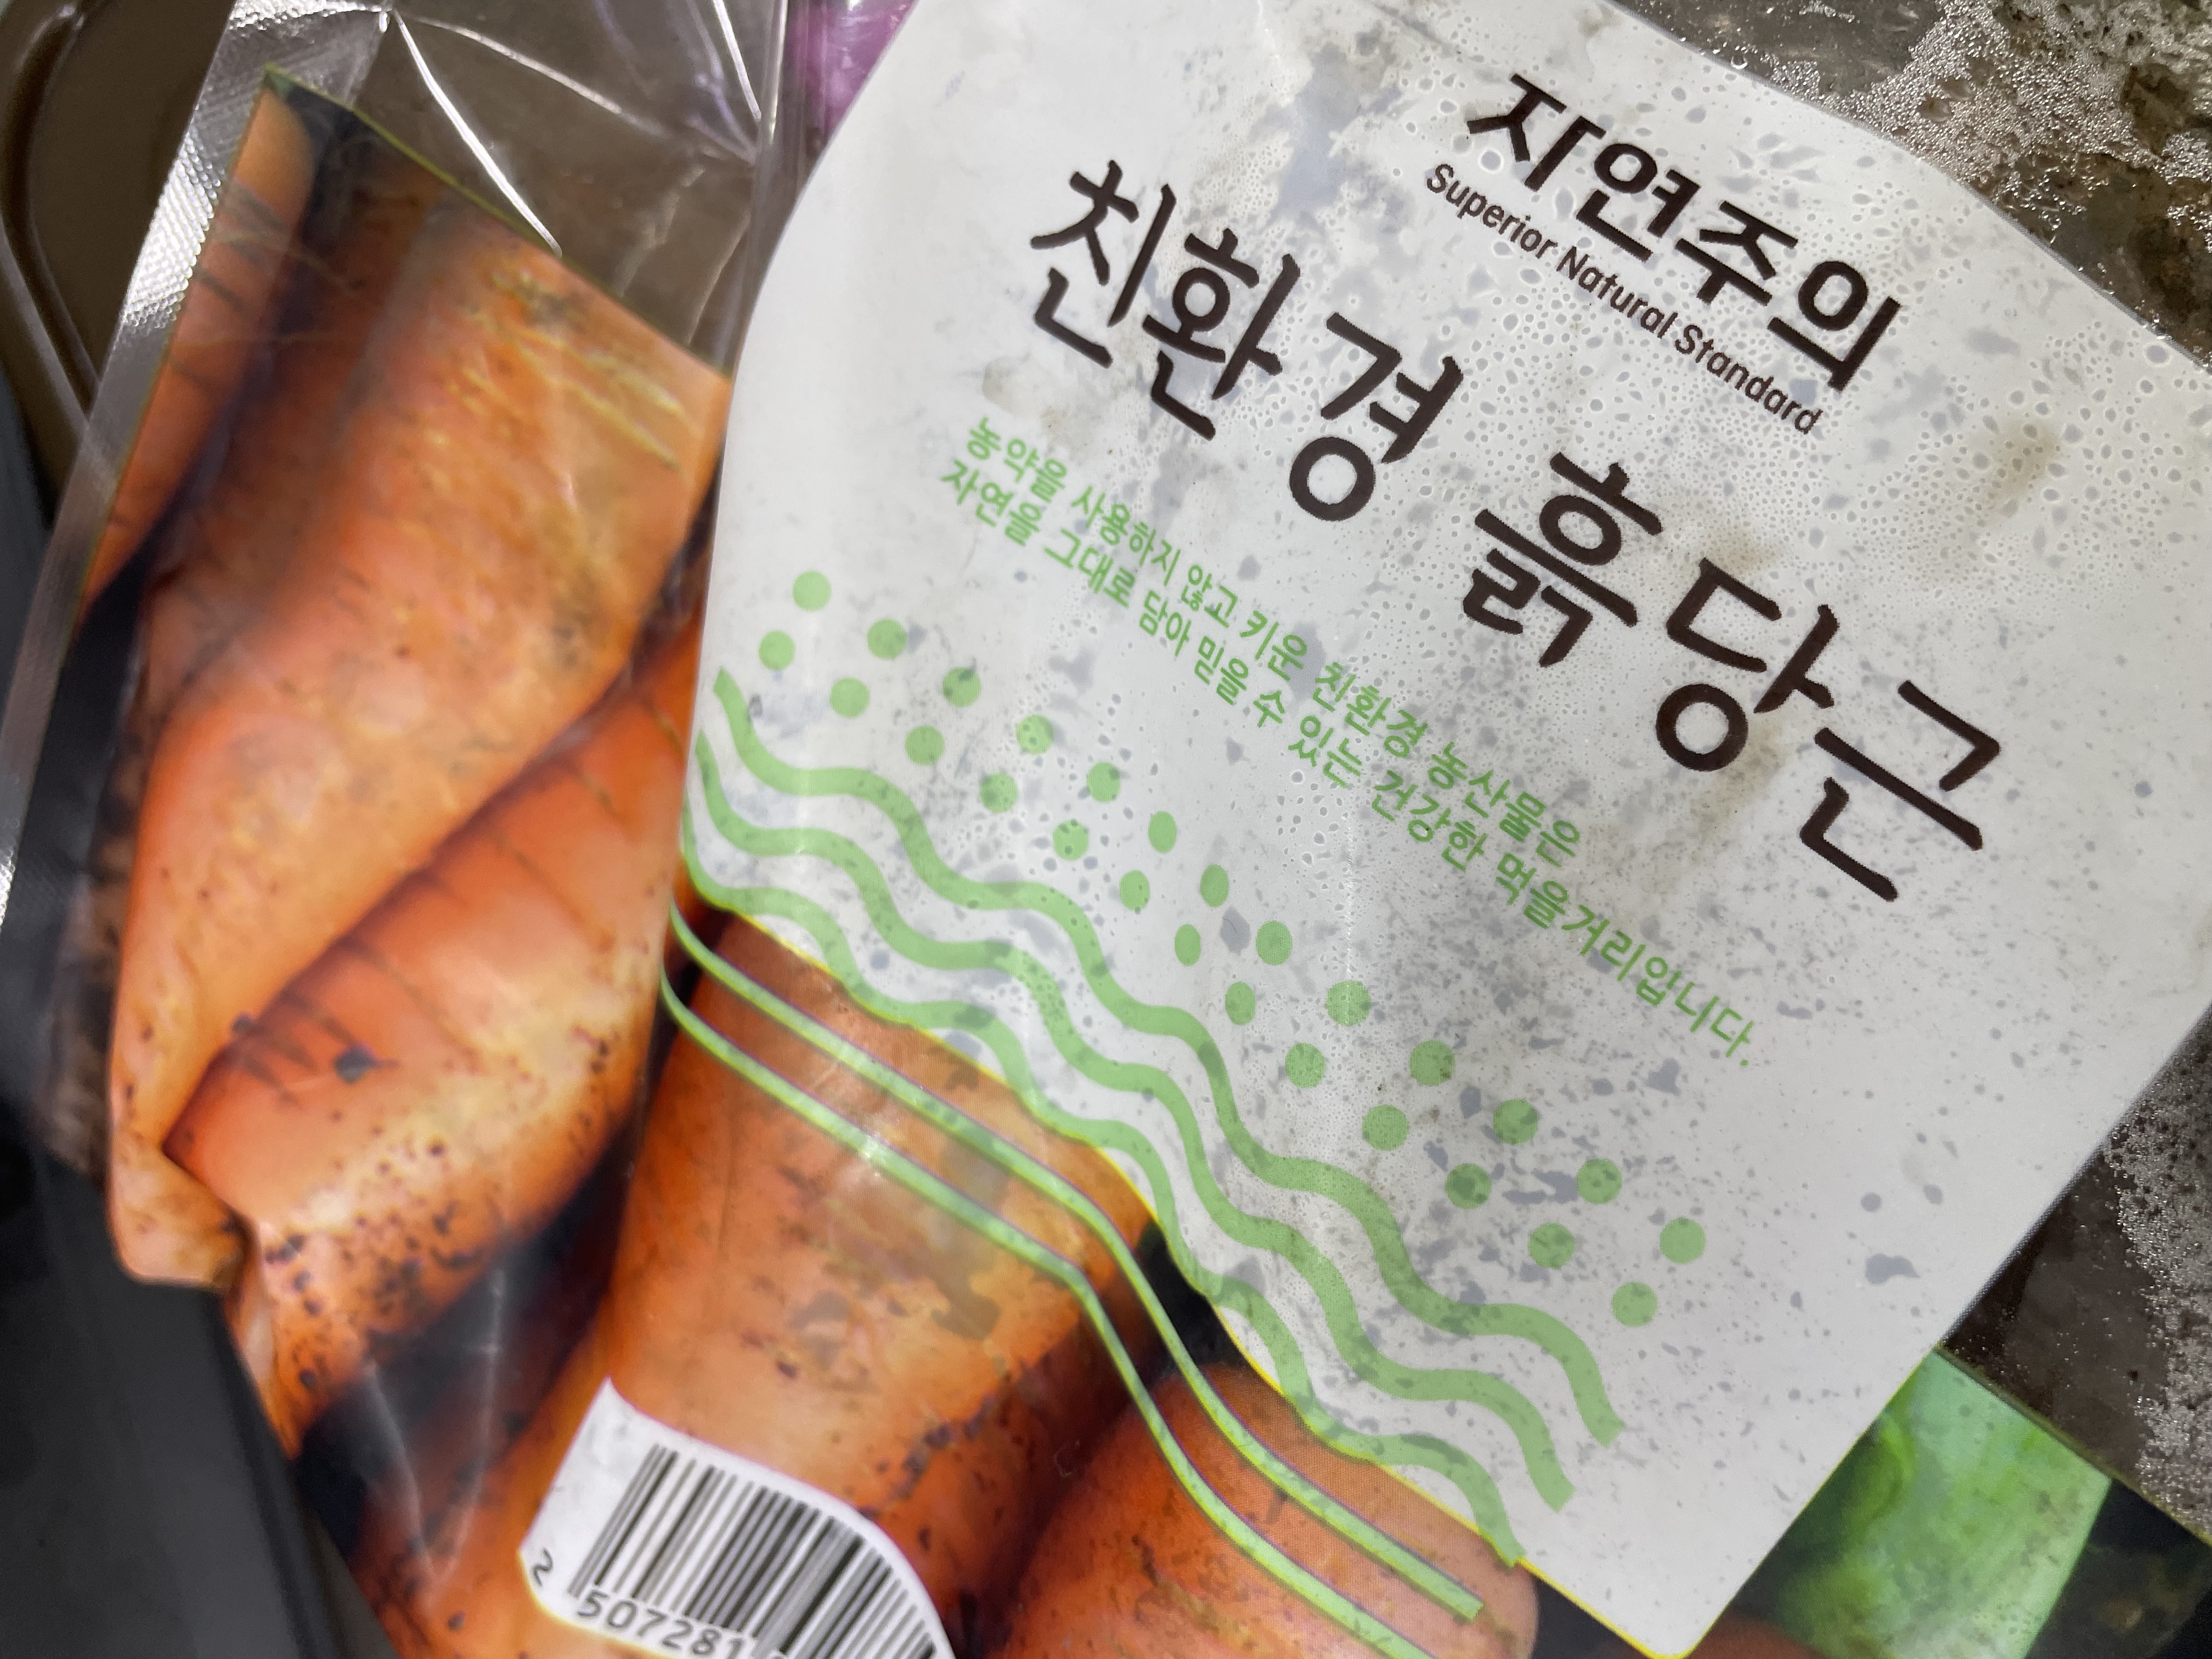 자연주의
Superior Natural Standard
친환경 흙당근
농약을 사용하지 않고 키운 친환경 농산물은
자연을 그대로 담아 믿을 수 있는 건강한 먹을거리입니다.
2 507281